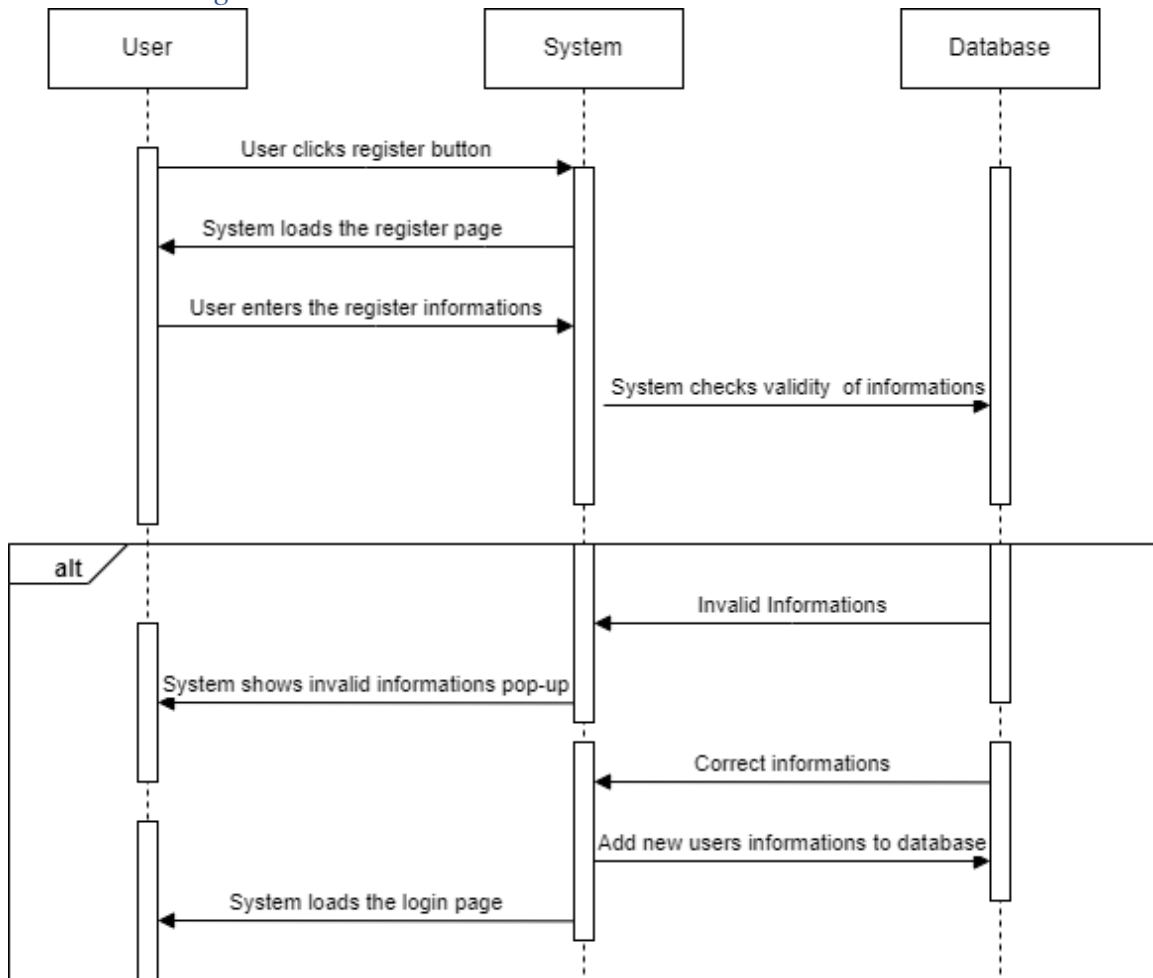 User
System
Database
User clicks register button
System loads the register page
User enters the register informations
System checks validity of informations
alt
Invalid Informations
System shows invalid informations pop-up
Correct informations
Add new users informations to database
System loads the login page